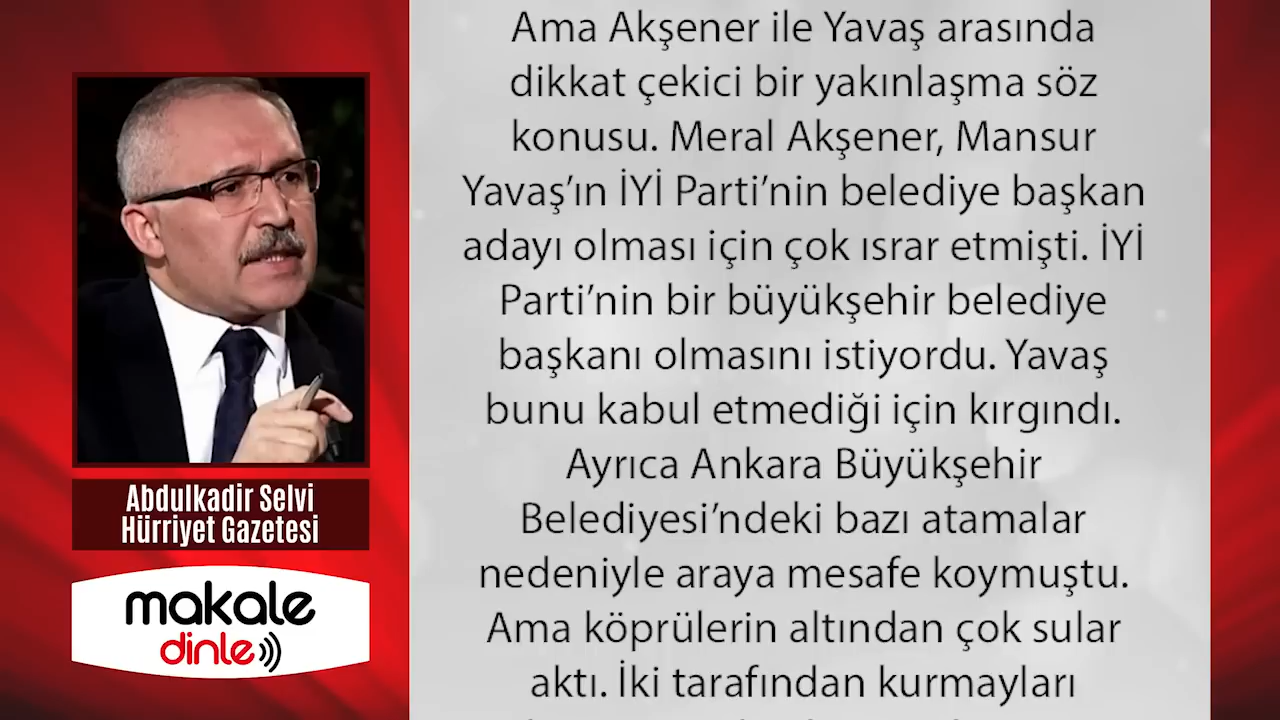 Ama Akşener ile Yavaş arasında
dikkat çekici bir yakınlaşma söz
konusu. Meral Akşener, Mansur
Yavaş’ın İYİ Parti’nin belediye başkan
adayı olması için çok ısrar etmişti. İYİ
Parti’nin bir büyükşehir belediye
başkanı olmasını istiyordu. Yavaş
bunu kabul etmediği için kırgındı.
Ayrıca Ankara Büyükşehir
Belediyesi’ndeki bazı atamalar
nedeniyle araya mesafe koymuştu.
Ama köprülerin altından çok sular
aktı. İki tarafından kurmayları
Abdulkadir Selvi
Hürriyet Gazetesi
makale
dinle